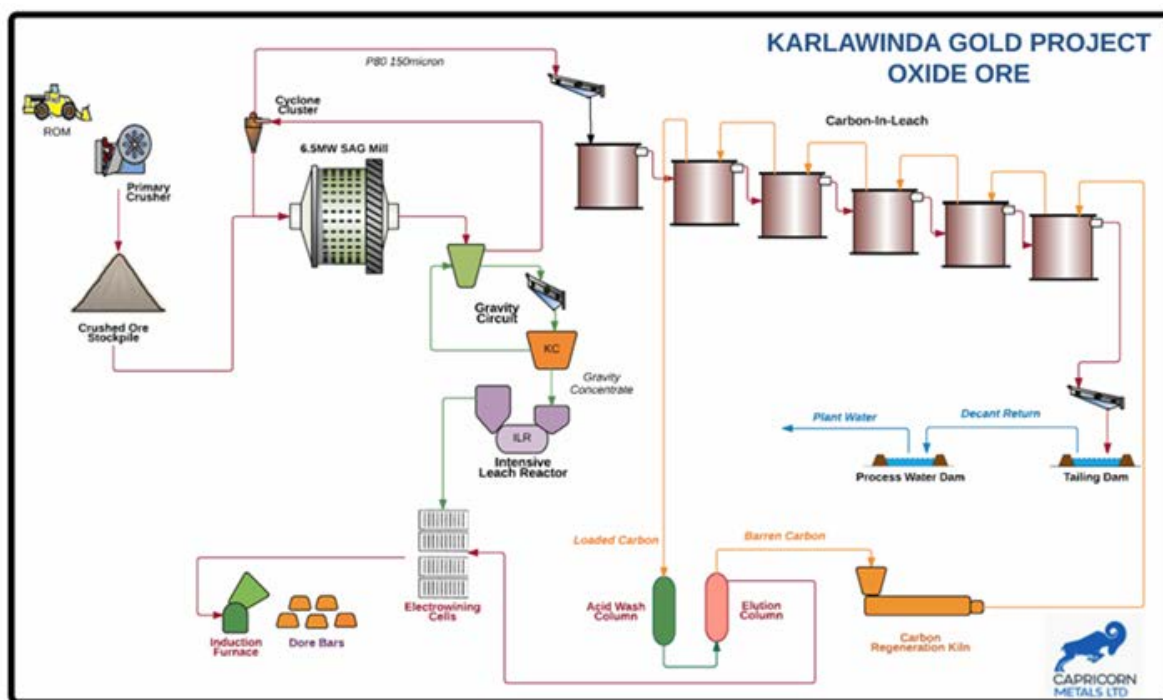 KARLAWINDA GOLD PROJECT
OXIDE ORE
P80 150micron
ROM
Cyclone
Cluster
Carbon-In-Leach
6.5MW SAG Mill
Primary
Crusher
Gravity
Circuit
Crushed Ore
Stockpile
KC
Gravity
Concentrate
ILR
Intensive
Leach Reactor
Plant Water
Decant Return
Process Water Dam
Tailing Dam
Loaded Carbon
Barren Carbon
Electrowining
Cells
Acid Wash
Column
Elution
Column
Carbon
Regeneration Kiln
Induction
Furnace
Dore Bars
CAPRICORN
METALS LTD